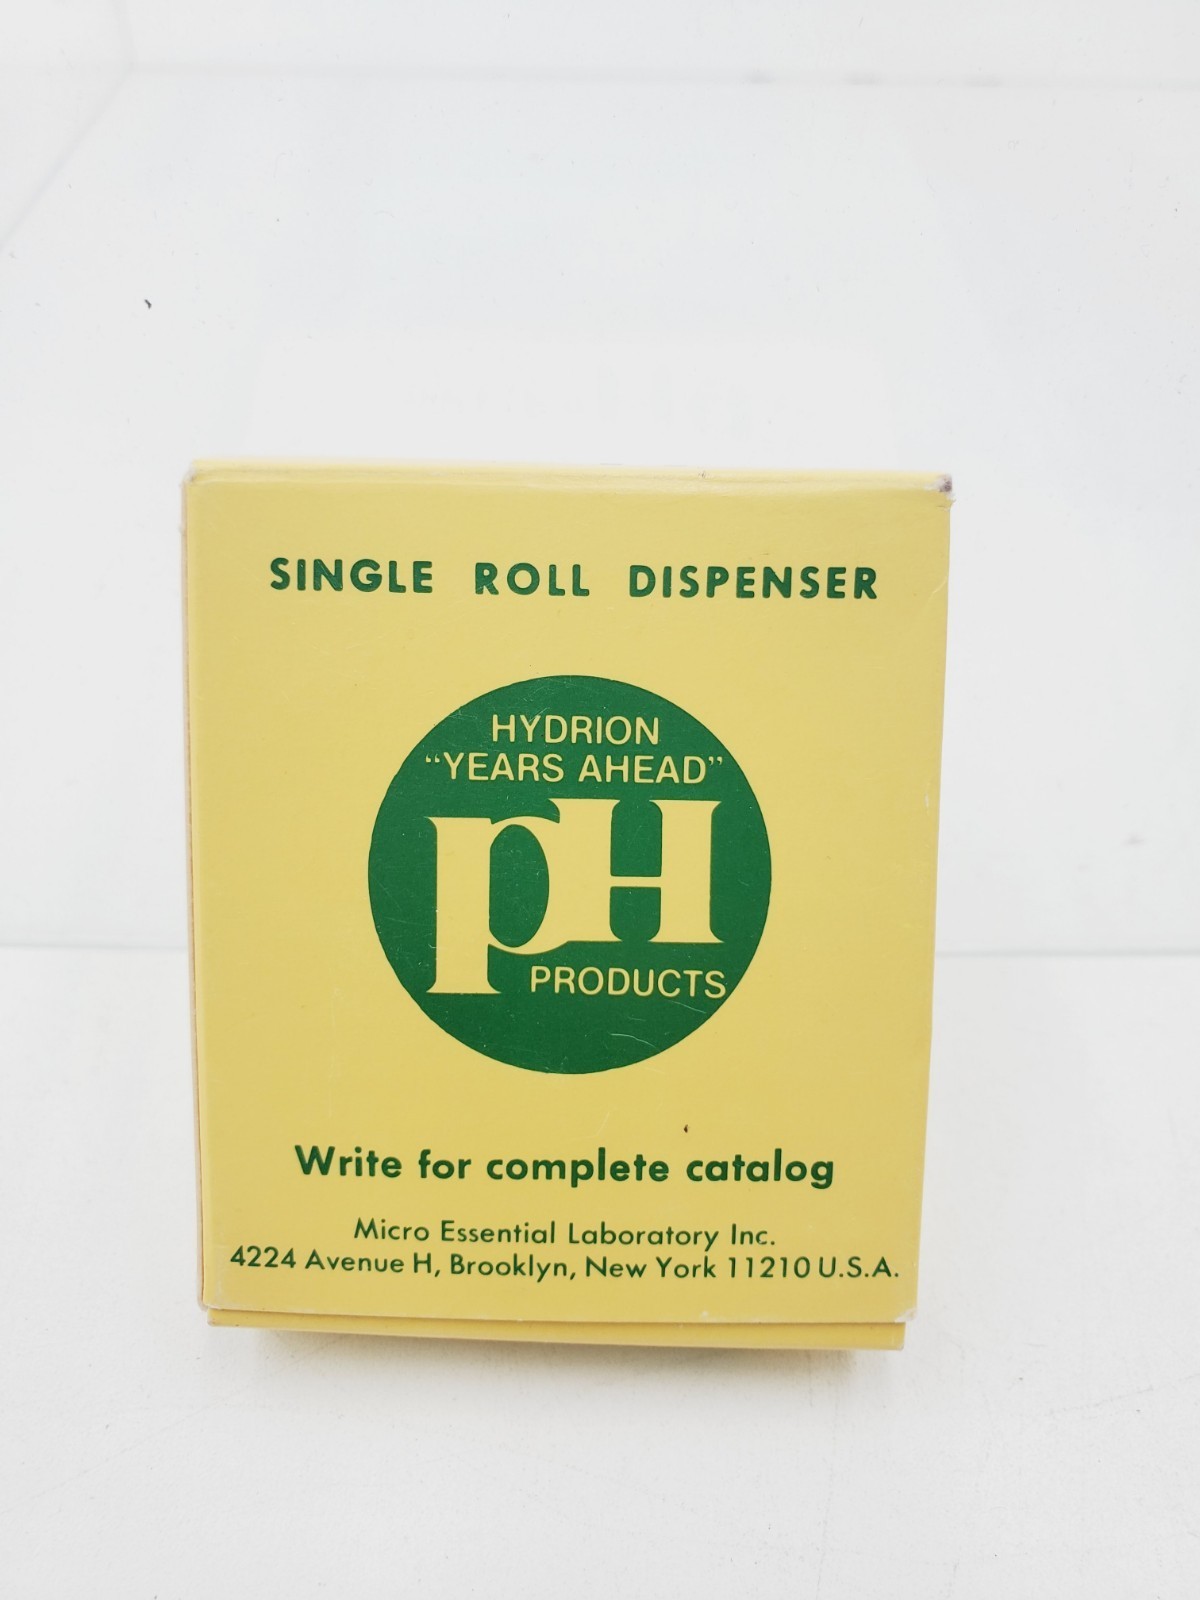 SINGLE ROLL DISPENSER
HYDRION
“YEARS AHEAD”
pH
PRODUCTS
Write for complete catalog
Micro Essential Laboratory Inc.
4224 Avenue H, Brooklyn, New York 11210 U.S.A.